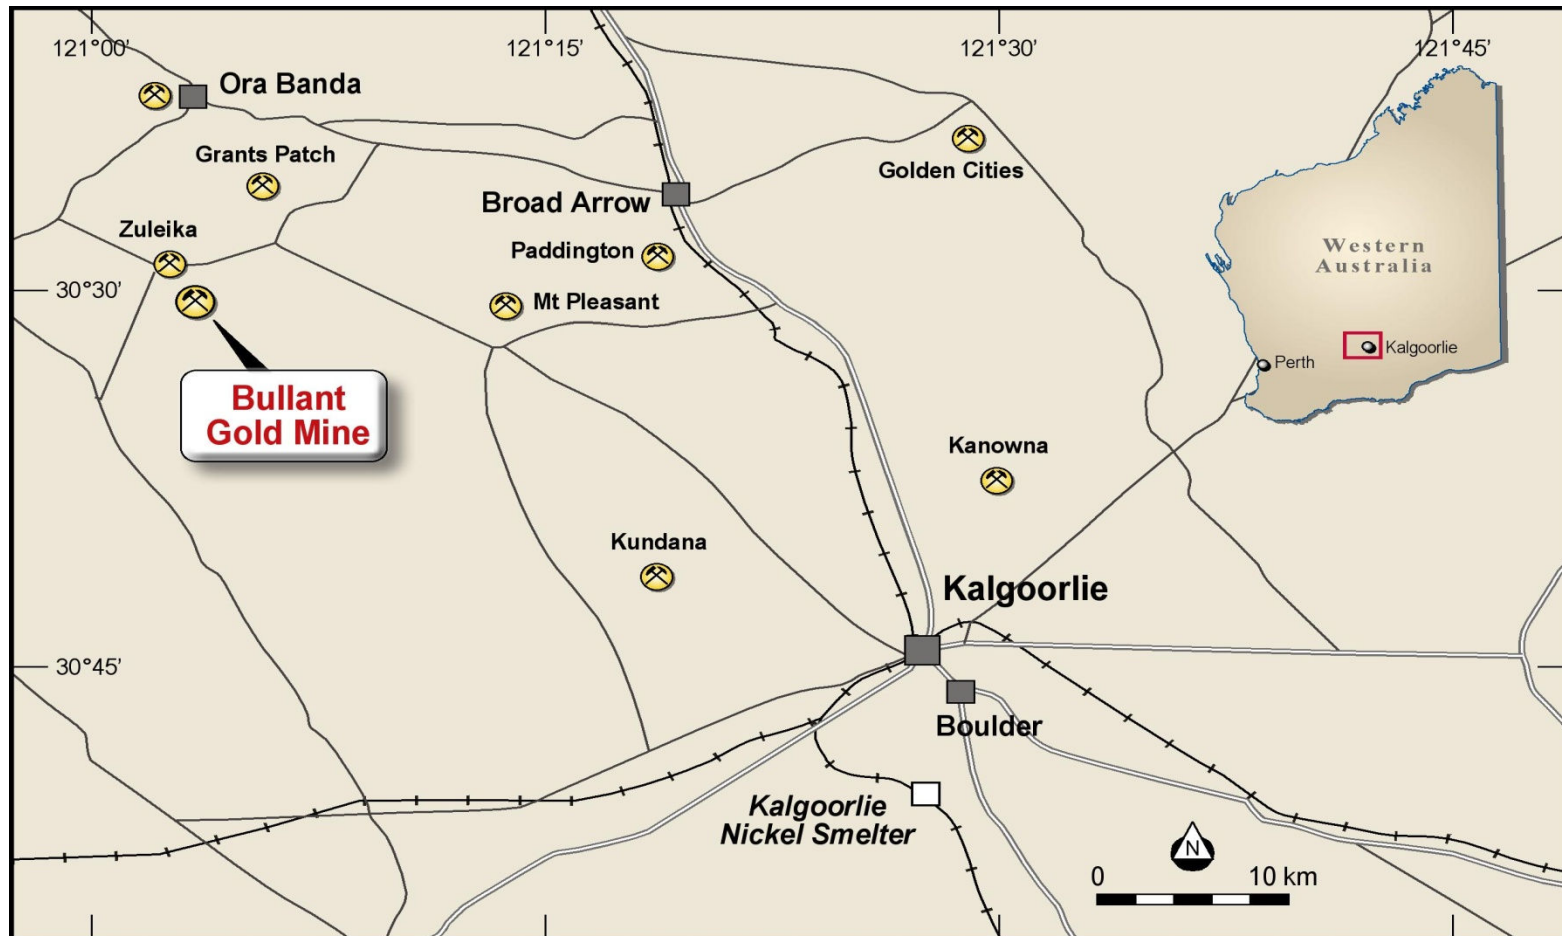 121°00'
121°15'
121°30'
121°45'
Ora Banda
Grants Patch
Golden Cities
Broad Arrow
Zuleika
Paddington
Western
Australia
30°30'
Mt Pleasant
Kalgoorlie
Perth
Bullant
Gold Mine
Kanowna
Kundana
Kalgoorlie
30°45'
Boulder
Kalgoorlie
Nickel Smelter
N
0 10 km